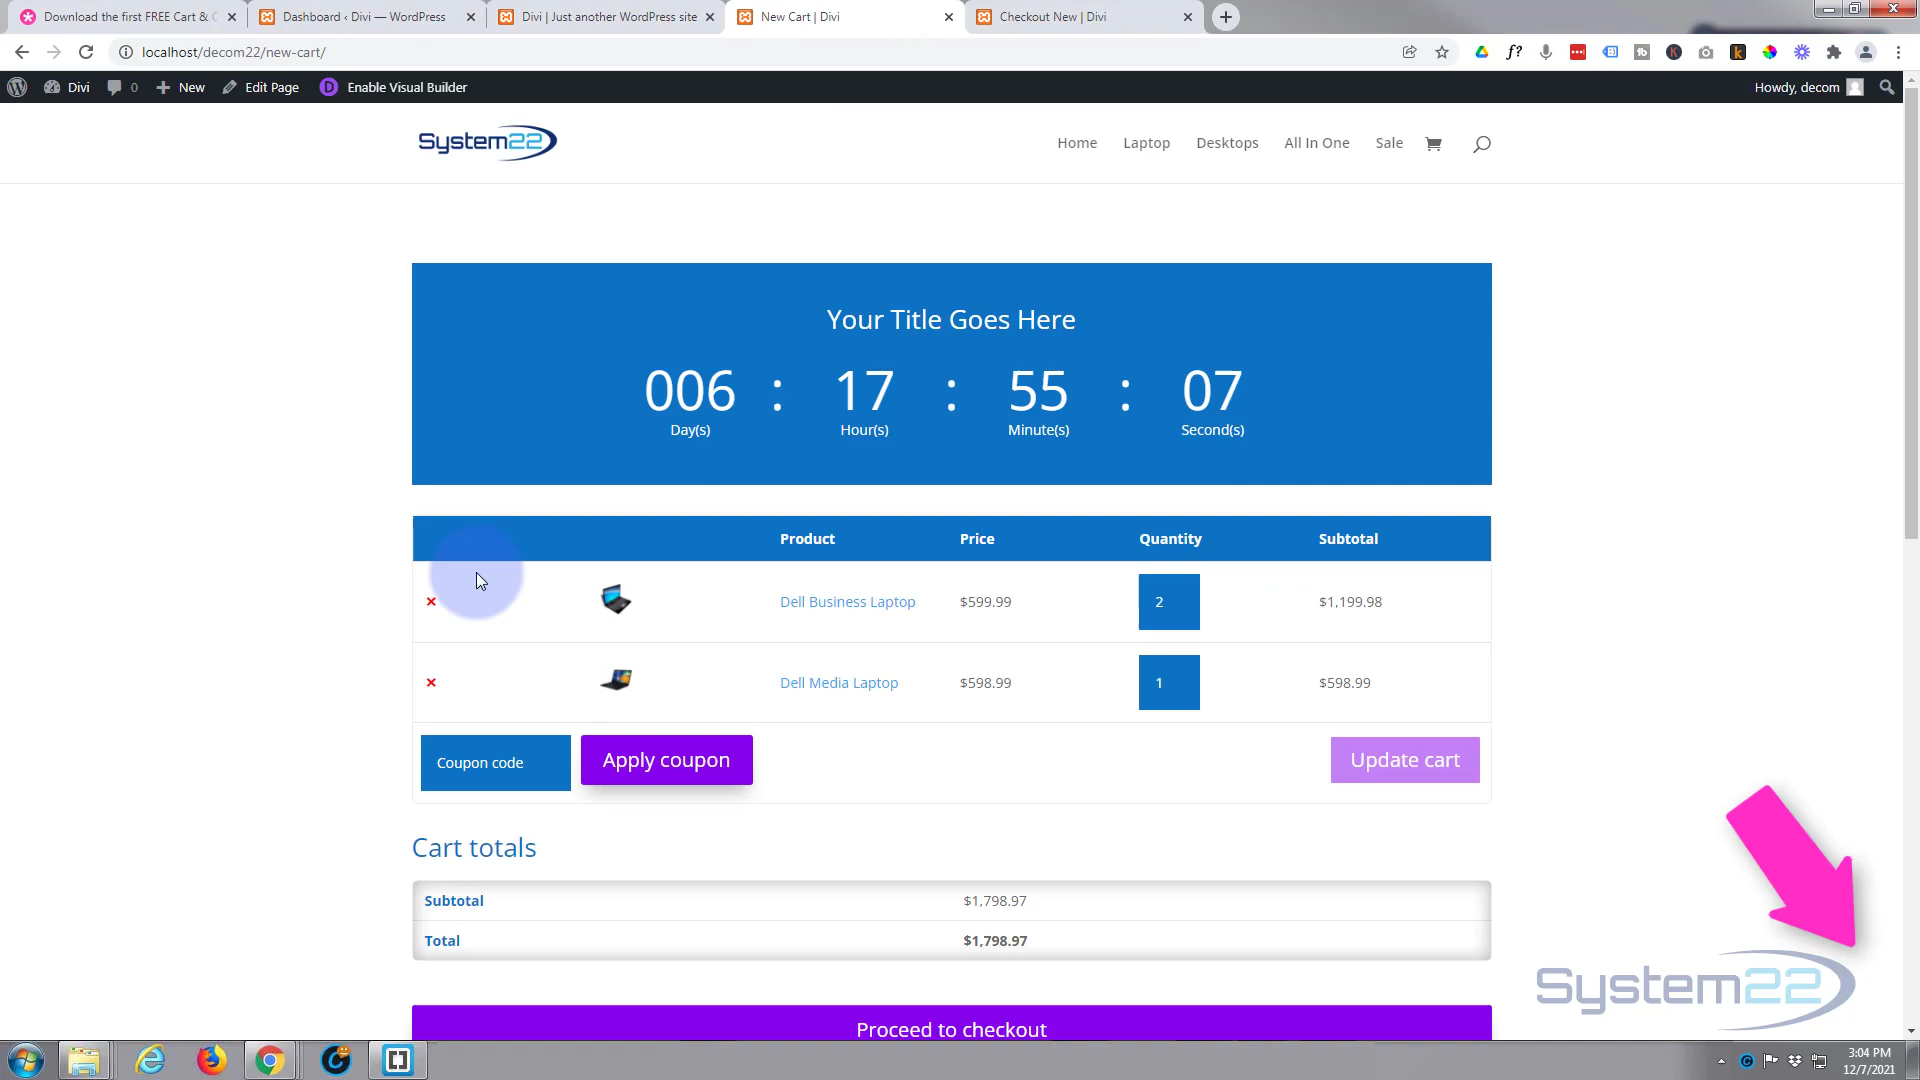 Download the first FREE Cart & C
Dashboard ‹ Divi — WordPress
Divi | Just another WordPress site
New Cart | Divi
Checkout New | Divi
localhost/decom22/new-cart/
Divi 0 New Edit Page Enable Visual Builder Howdy, decom
System22
Home Laptop Desktops All In One Sale
Your Title Goes Here
006 : 17 : 55 : 07
Day(s) Hour(s) Minute(s) Second(s)
Product Price Quantity Subtotal
× Dell Business Laptop $599.99 2 $1,199.98
× Dell Media Laptop $598.99 1 $598.99
Coupon code Apply coupon Update cart
Cart totals
Subtotal $1,798.97
Total $1,798.97
Proceed to checkout
System22
3:04 PM
12/7/2021